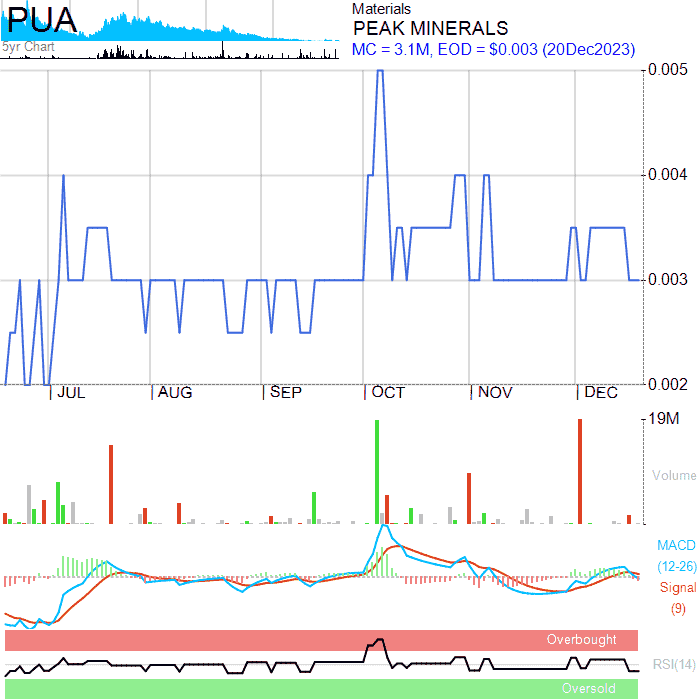 PUA
5yr Chart
Materials
PEAK MINERALS
MC = 3.1M, EOD = $0.003 (20Dec2023)
0.005
0.004
0.003
0.002
JUL AUG SEP OCT NOV DEC
19M
Volume
MACD
(12-26)
Signal
(9)
Overbought
RSI(14)
Oversold